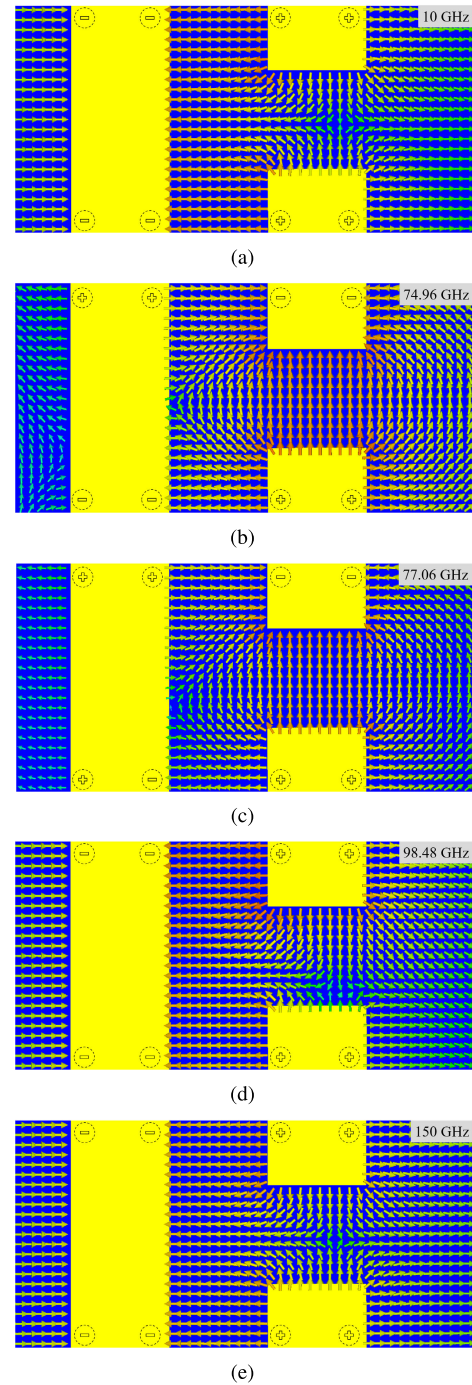 − − + + 10 GHz
− − + +
(a)
+ + − − 74.96 GHz
− − + +
(b)
+ + − − 77.06 GHz
+ − + +
(c)
− − + + 98.48 GHz
− − + +
(d)
− − + + 150 GHz
− − + +
(e)